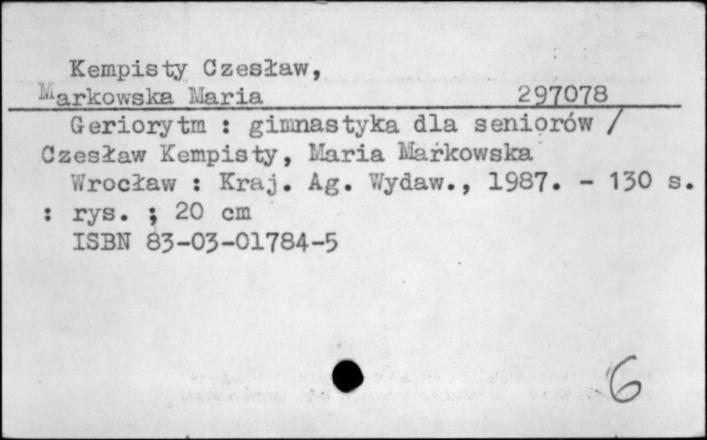 Kempisty Czesław,
Markowska Maria 297078
Geriorytm : gimnastyka dla seniorów /
Czesław Kempisty, Maria Markowska
Wrocław : Kraj. Ag. Wydaw., 1987. - 130 s.
: rys. ; 20 cm
ISBN 83-03-01784-5
6